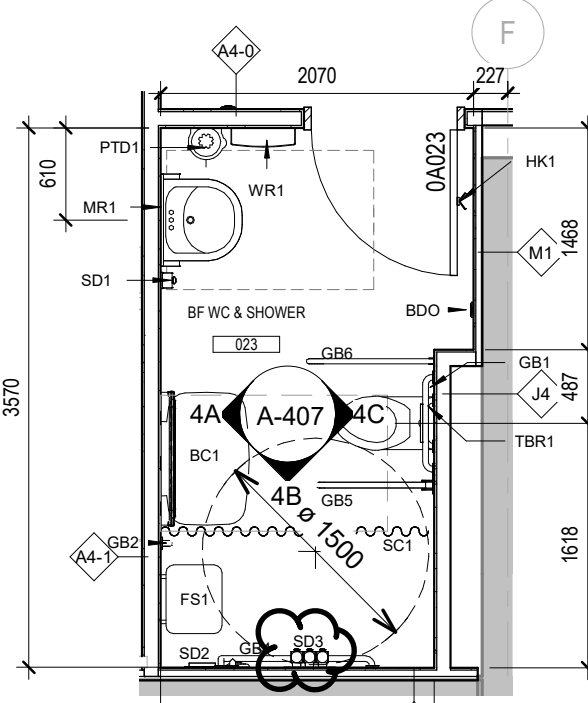 F
A4-0
2070
227
PTD1
WR1
0A023
HK1
610
MR1
1468
M1
SD1
BDO
BF WC & SHOWER
023
GB6
GB1
3570
4A
A-407
4C
J4
487
BC1
TBR1
4B
ø 1500
GB5
GB2
SC1
A4-1
1618
FS1
SD3
SD2